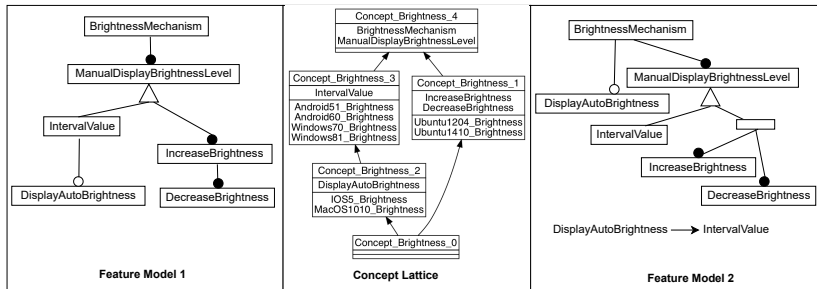 BrightnessMechanism
ManualDisplayBrightnessLevel
IntervalValue
IncreaseBrightness
DisplayAutoBrightness
DecreaseBrightness
Feature Model 1
Concept_Brightness_4
BrightnessMechanism
ManualDisplayBrightnessLevel
Concept_Brightness_3
IntervalValue
Android51_Brightness
Android60_Brightness
Windows70_Brightness
Windows81_Brightness
Concept_Brightness_1
IncreaseBrightness
DecreaseBrightness
Ubuntu1204_Brightness
Ubuntu1410_Brightness
Concept_Brightness_2
DisplayAutoBrightness
IOS5_Brightness
MacOS1010_Brightness
Concept_Brightness_0
Concept Lattice
BrightnessMechanism
ManualDisplayBrightnessLevel
DisplayAutoBrightness
IntervalValue
IncreaseBrightness
DecreaseBrightness
DisplayAutoBrightness IntervalValue
Feature Model 2